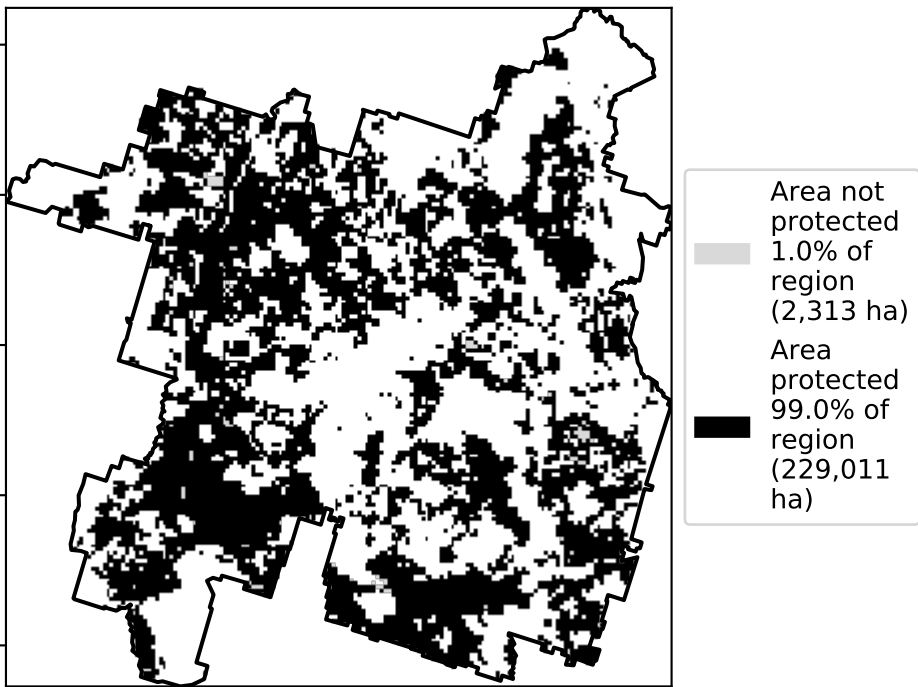 Area not
protected
1.0% of
region
(2,313 ha)
Area
protected
99.0% of
region
(229,011
ha)